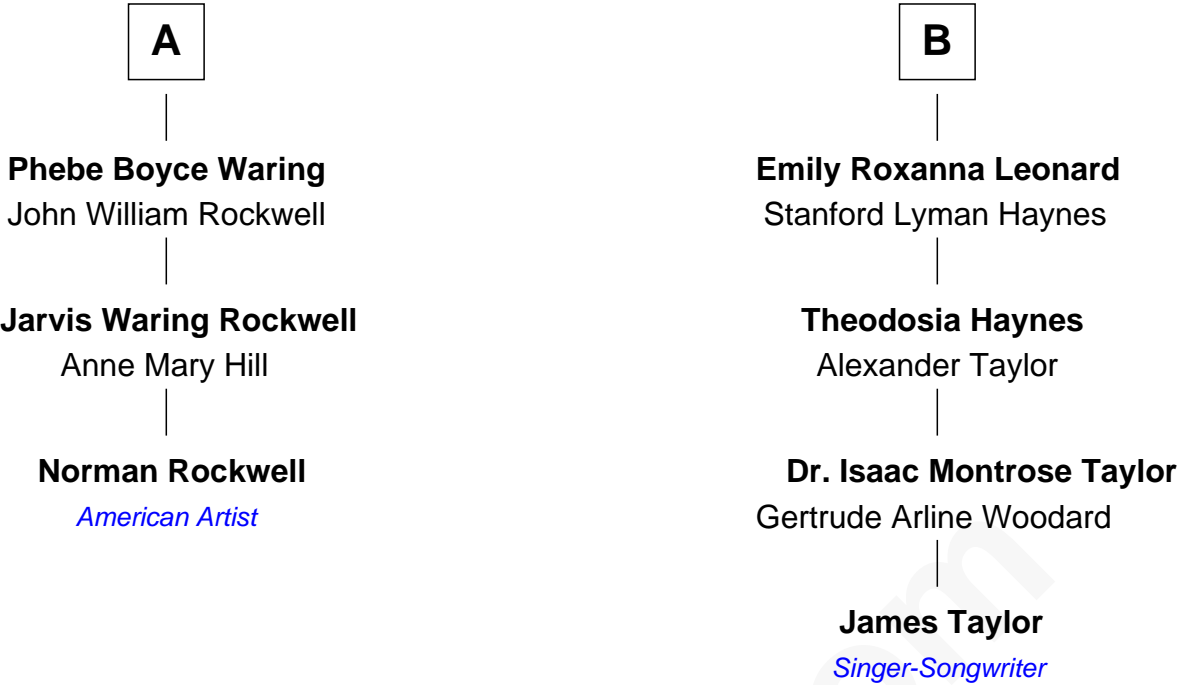 A
Phebe Boyce Waring
John William Rockwell
Jarvis Waring Rockwell
Anne Mary Hill
Norman Rockwell
American Artist
B
Emily Roxanna Leonard
Stanford Lyman Haynes
Theodosia Haynes
Alexander Taylor
Dr. Isaac Montrose Taylor
Gertrude Arline Woodard
James Taylor
Singer-Songwriter
om